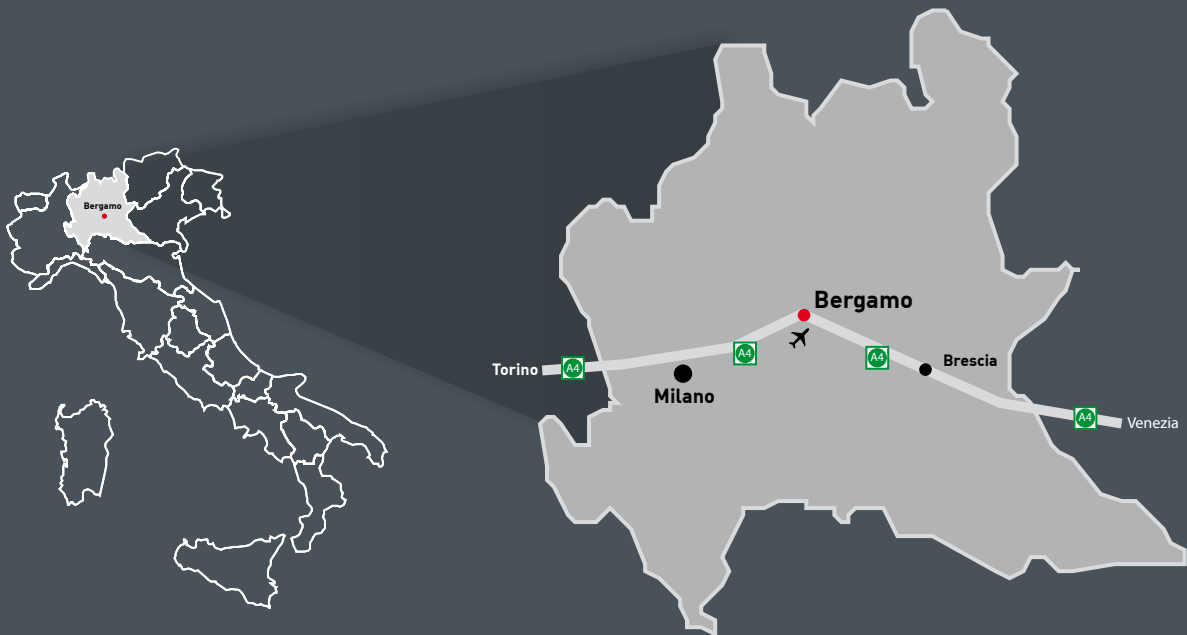 Bergamo
Bergamo
A4
A4
Brescia
Torino
A4
Milano
A4
Venezia